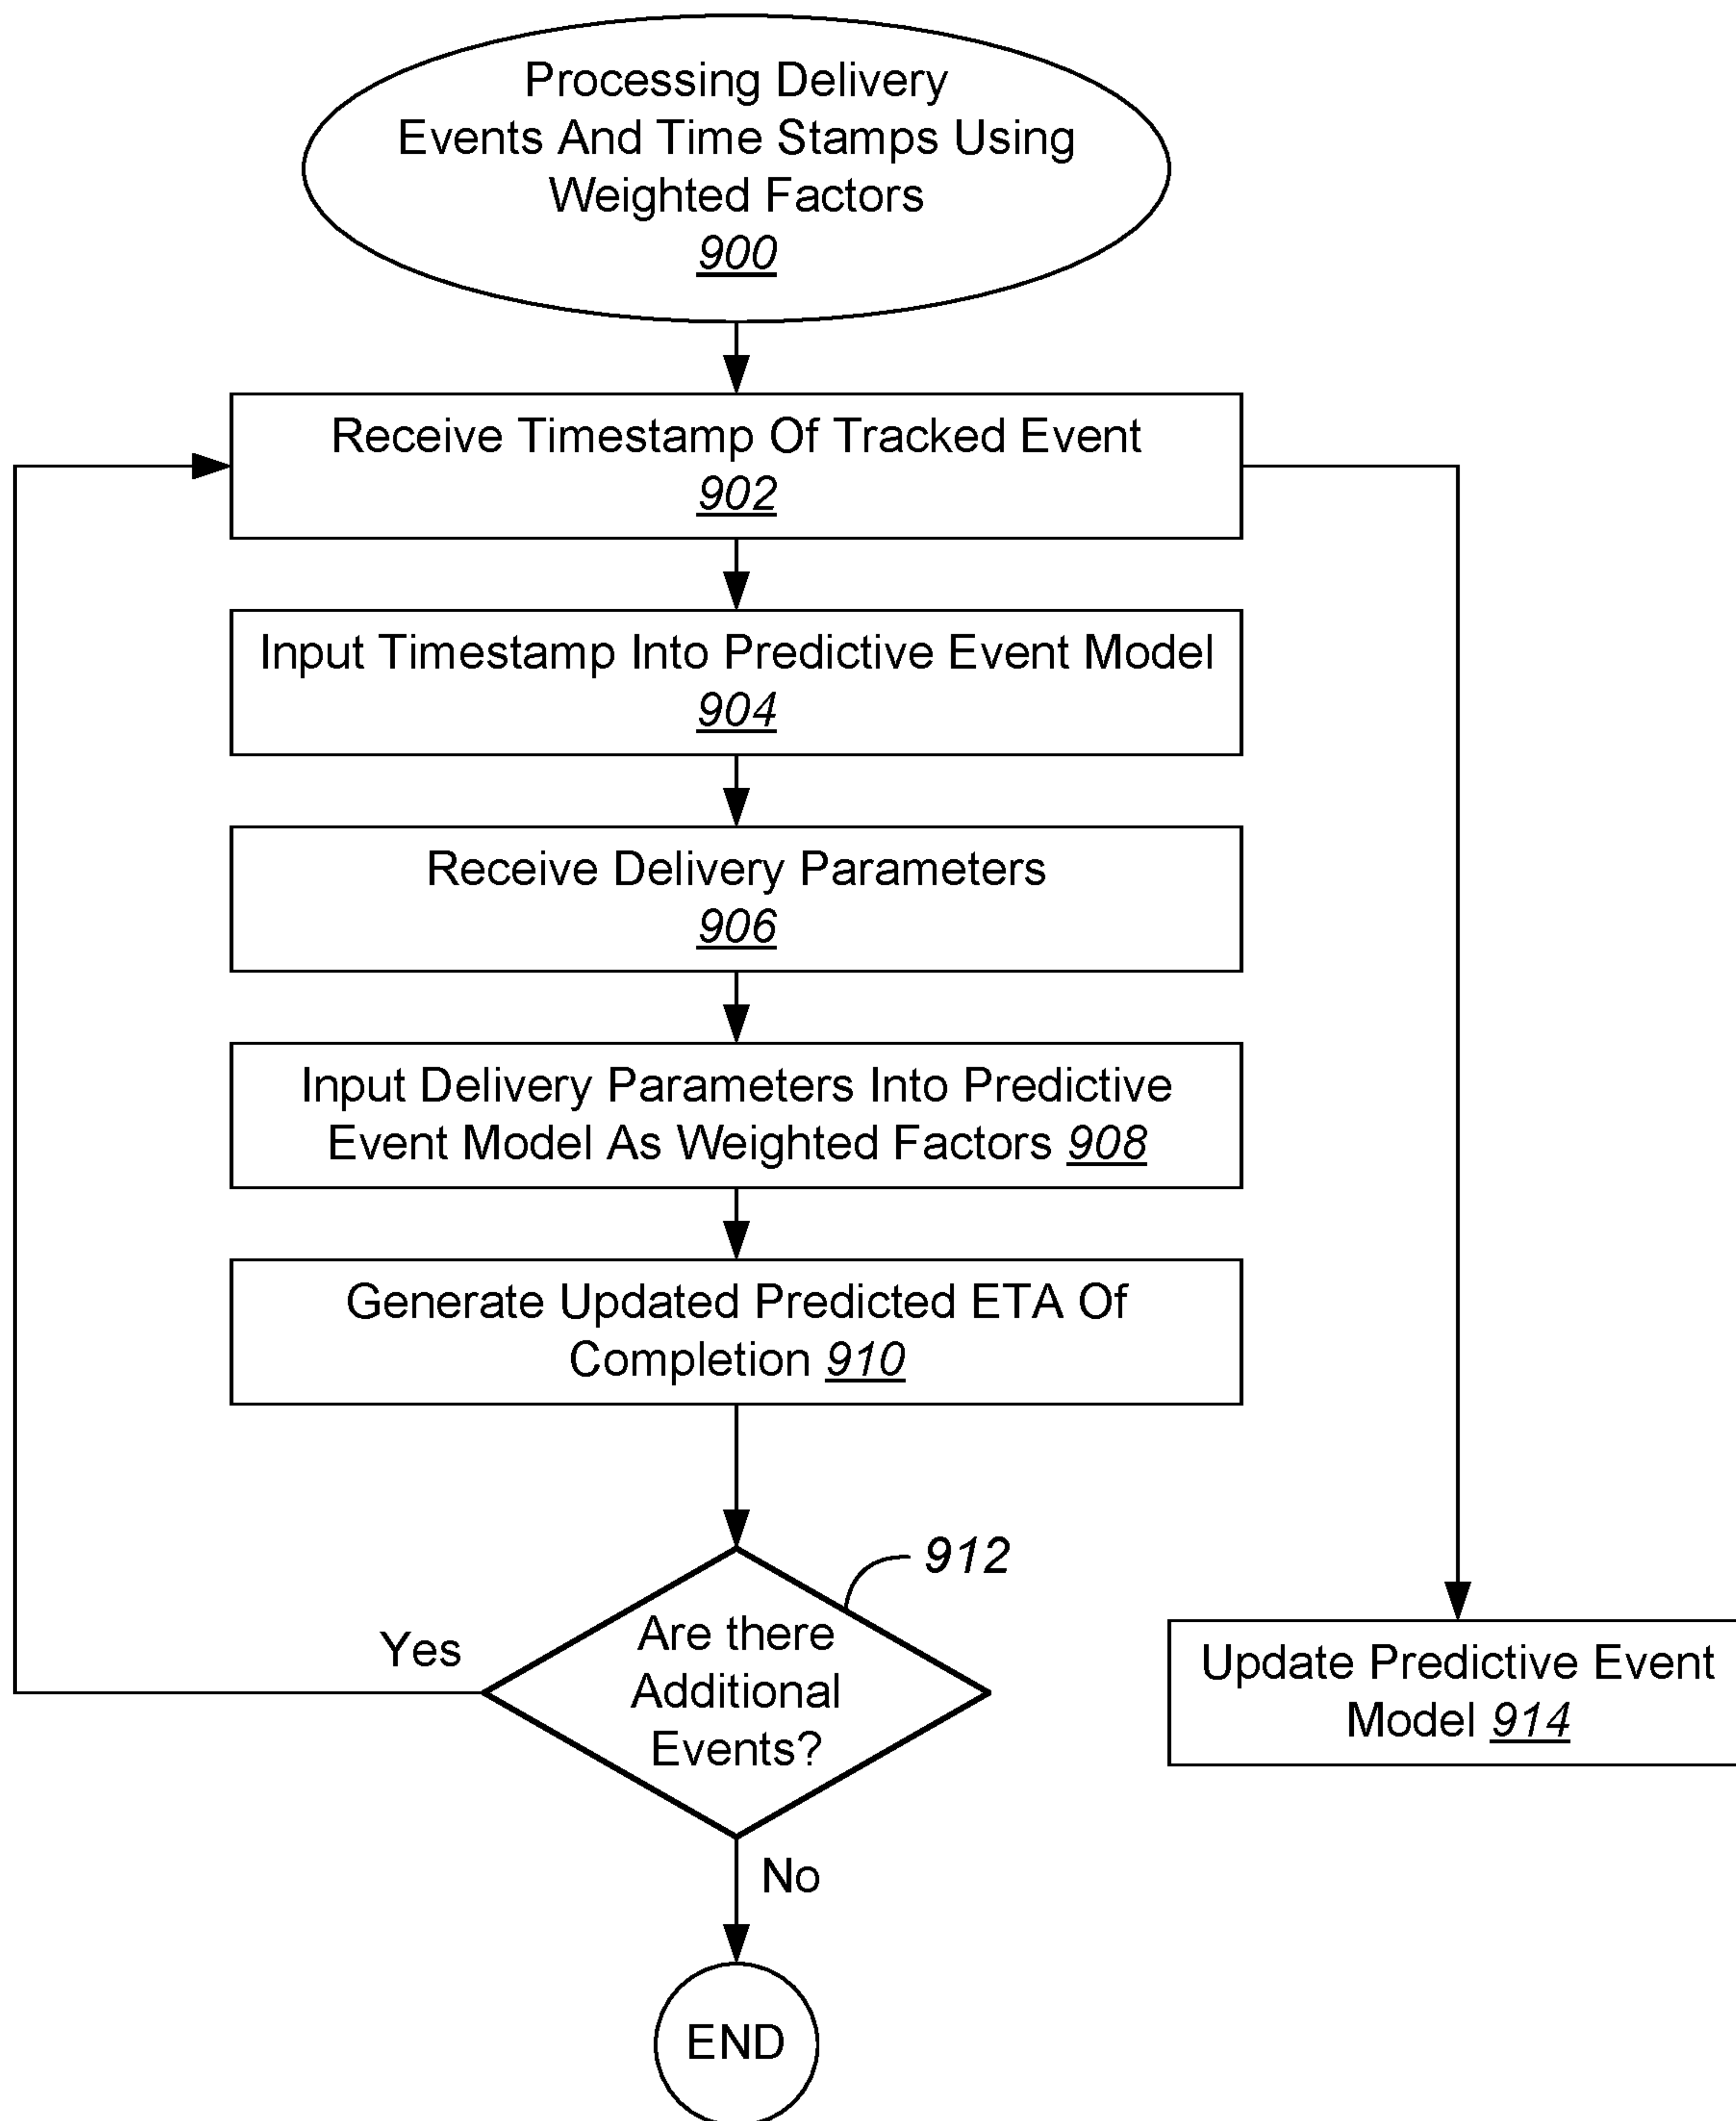 Processing Delivery
Events And Time Stamps Using
Weighted Factors
900
Receive Timestamp Of Tracked Event
902
Input Timestamp Into Predictive Event Model
904
Receive Delivery Parameters
906
Input Delivery Parameters Into Predictive
Event Model As Weighted Factors 908
Generate Updated Predicted ETA Of
Completion 910
912
Are there
Additional
Events?
Yes
No
Update Predictive Event
Model 914
END